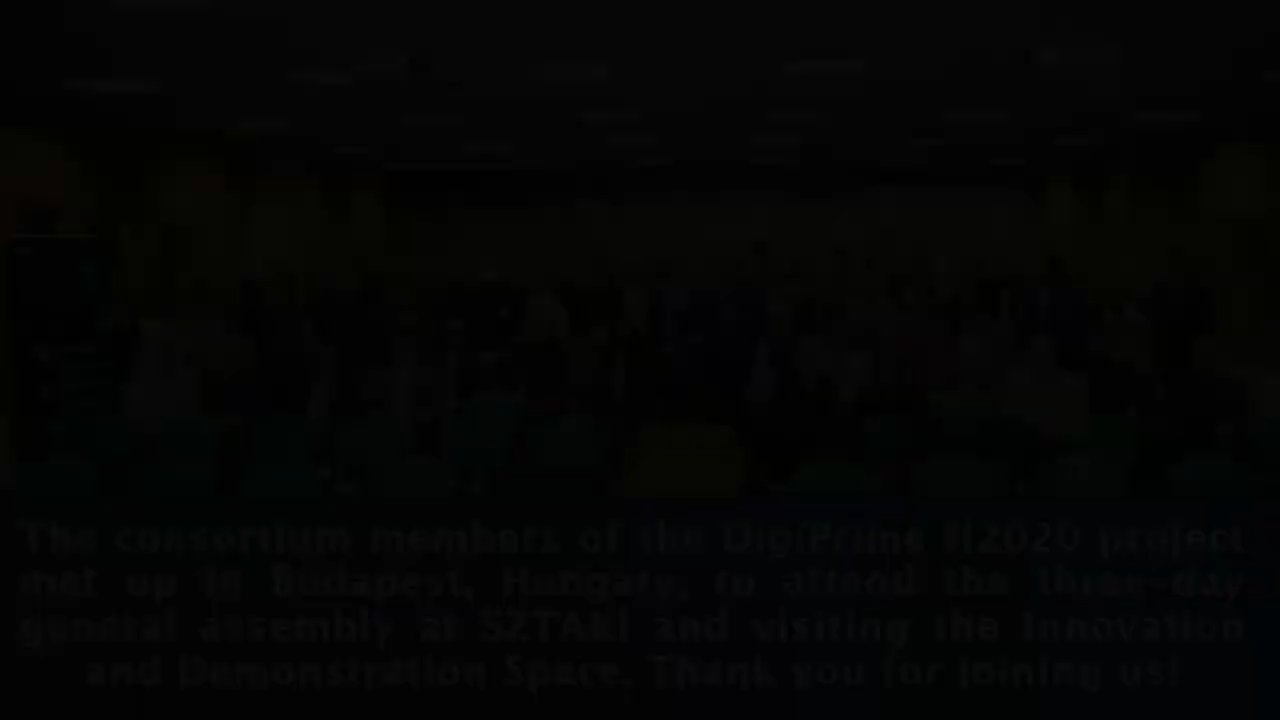 The consortium members of the DigiPrime H2020 project
met up in Budapest, Hungary, to attend the three-day
general assembly at SZTAKI and visiting the Innovation
and Demonstration Space. Thank you for joining us!